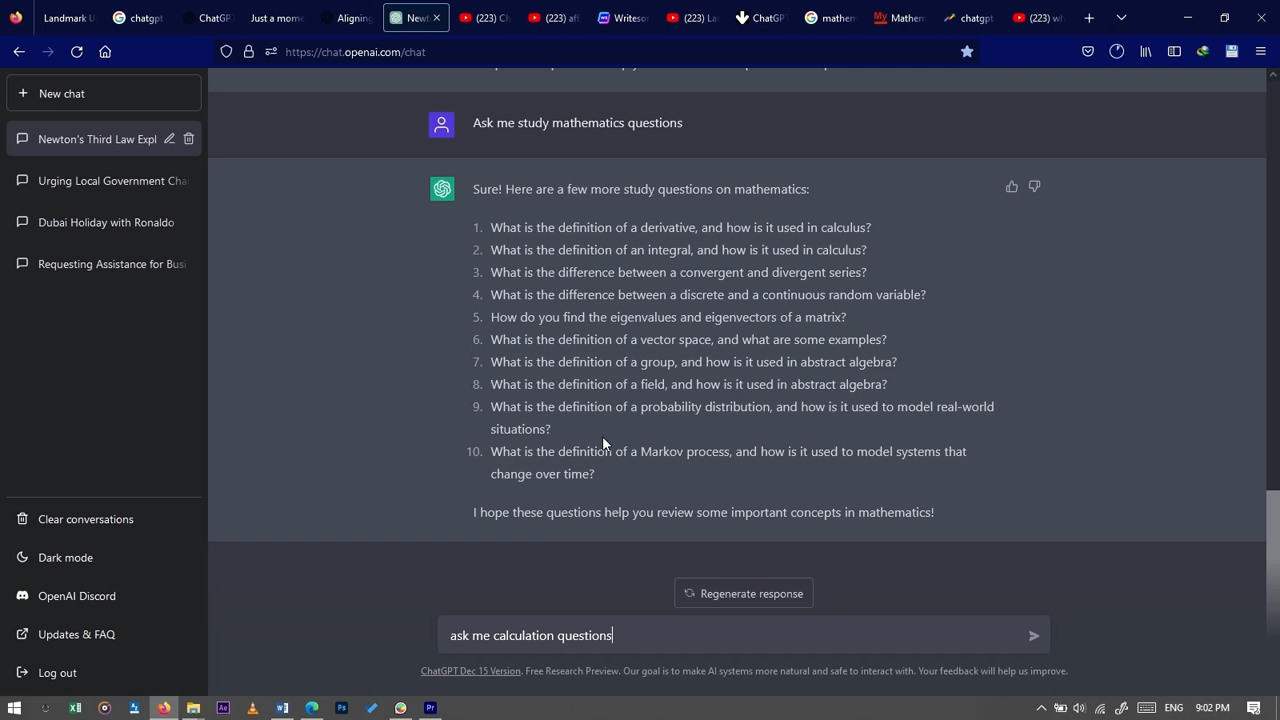 Landmark U
chatgpt
ChatGPT
Just a mome
Aligning
Newto
(223) Ch
(223) aff
Writeson
(223) La
ChatGPT
mathem
Mathem
chatgpt
(223) wh
https://chat.openai.com/chat
New chat
Newton's Third Law Expl
Urging Local Government Cha
Dubai Holiday with Ronaldo
Requesting Assistance for Busi
Clear conversations
Dark mode
OpenAI Discord
Updates & FAQ
Log out
Ask me study mathematics questions
Sure! Here are a few more study questions on mathematics:
1. What is the definition of a derivative, and how is it used in calculus?
2. What is the definition of an integral, and how is it used in calculus?
3. What is the difference between a convergent and divergent series?
4. What is the difference between a discrete and a continuous random variable?
5. How do you find the eigenvalues and eigenvectors of a matrix?
6. What is the definition of a vector space, and what are some examples?
7. What is the definition of a group, and how is it used in abstract algebra?
8. What is the definition of a field, and how is it used in abstract algebra?
9. What is the definition of a probability distribution, and how is it used to model real-world
situations?
10. What is the definition of a Markov process, and how is it used to model systems that
change over time?
I hope these questions help you review some important concepts in mathematics!
Regenerate response
ask me calculation questions
ChatGPT Dec 15 Version. Free Research Preview. Our goal is to make AI systems more natural and safe to interact with. Your feedback will help us improve.
ENG
9:02 PM